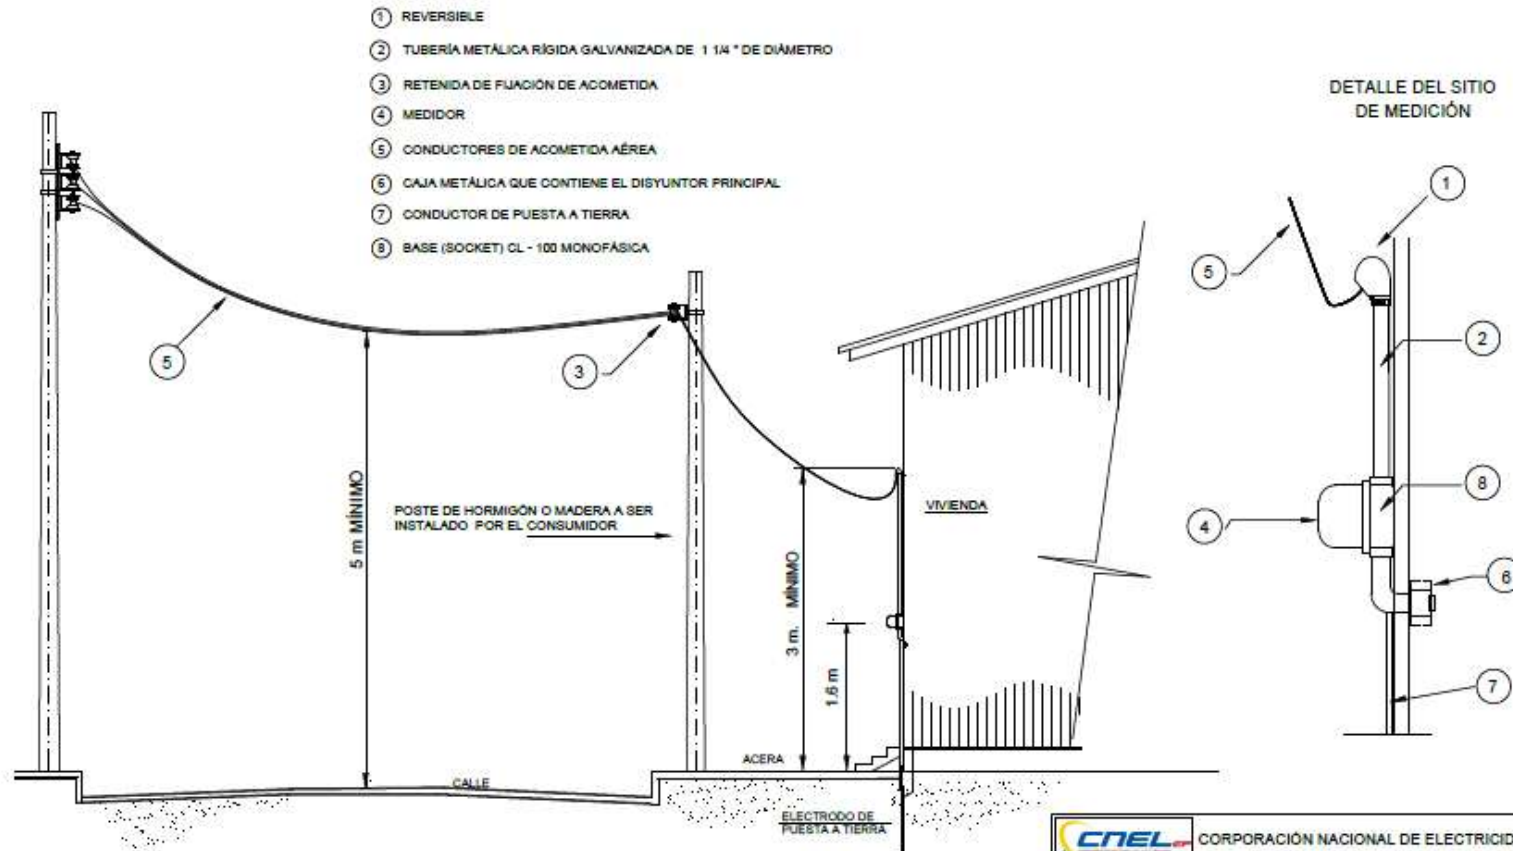 1 REVERSIBLE
2 TUBERÍA METÁLICA RÍGIDA GALVANIZADA DE 1 1/4 " DE DIÁMETRO
3 RETENIDA DE FIJACIÓN DE ACOMETIDA
4 MEDIDOR
5 CONDUCTORES DE ACOMETIDA AÉREA
6 CAJA METÁLICA QUE CONTIENE EL DISYUNTOR PRINCIPAL
7 CONDUCTOR DE PUESTA A TIERRA
8 BASE (SOCKET) CL - 100 MONOFÁSICA
DETALLE DEL SITIO
DE MEDICIÓN
5
3
5 m MÍNIMO
POSTE DE HORMIGÓN O MADERA A SER
INSTALADO POR EL CONSUMIDOR
3 m. MÍNIMO
1.6 m
VIVIENDA
ACERA
CALLE
ELECTRODO DE
PUESTA A TIERRA
1
5
2
8
4
6
7
CNEL EP CORPORACIÓN NACIONAL DE ELECTRICID